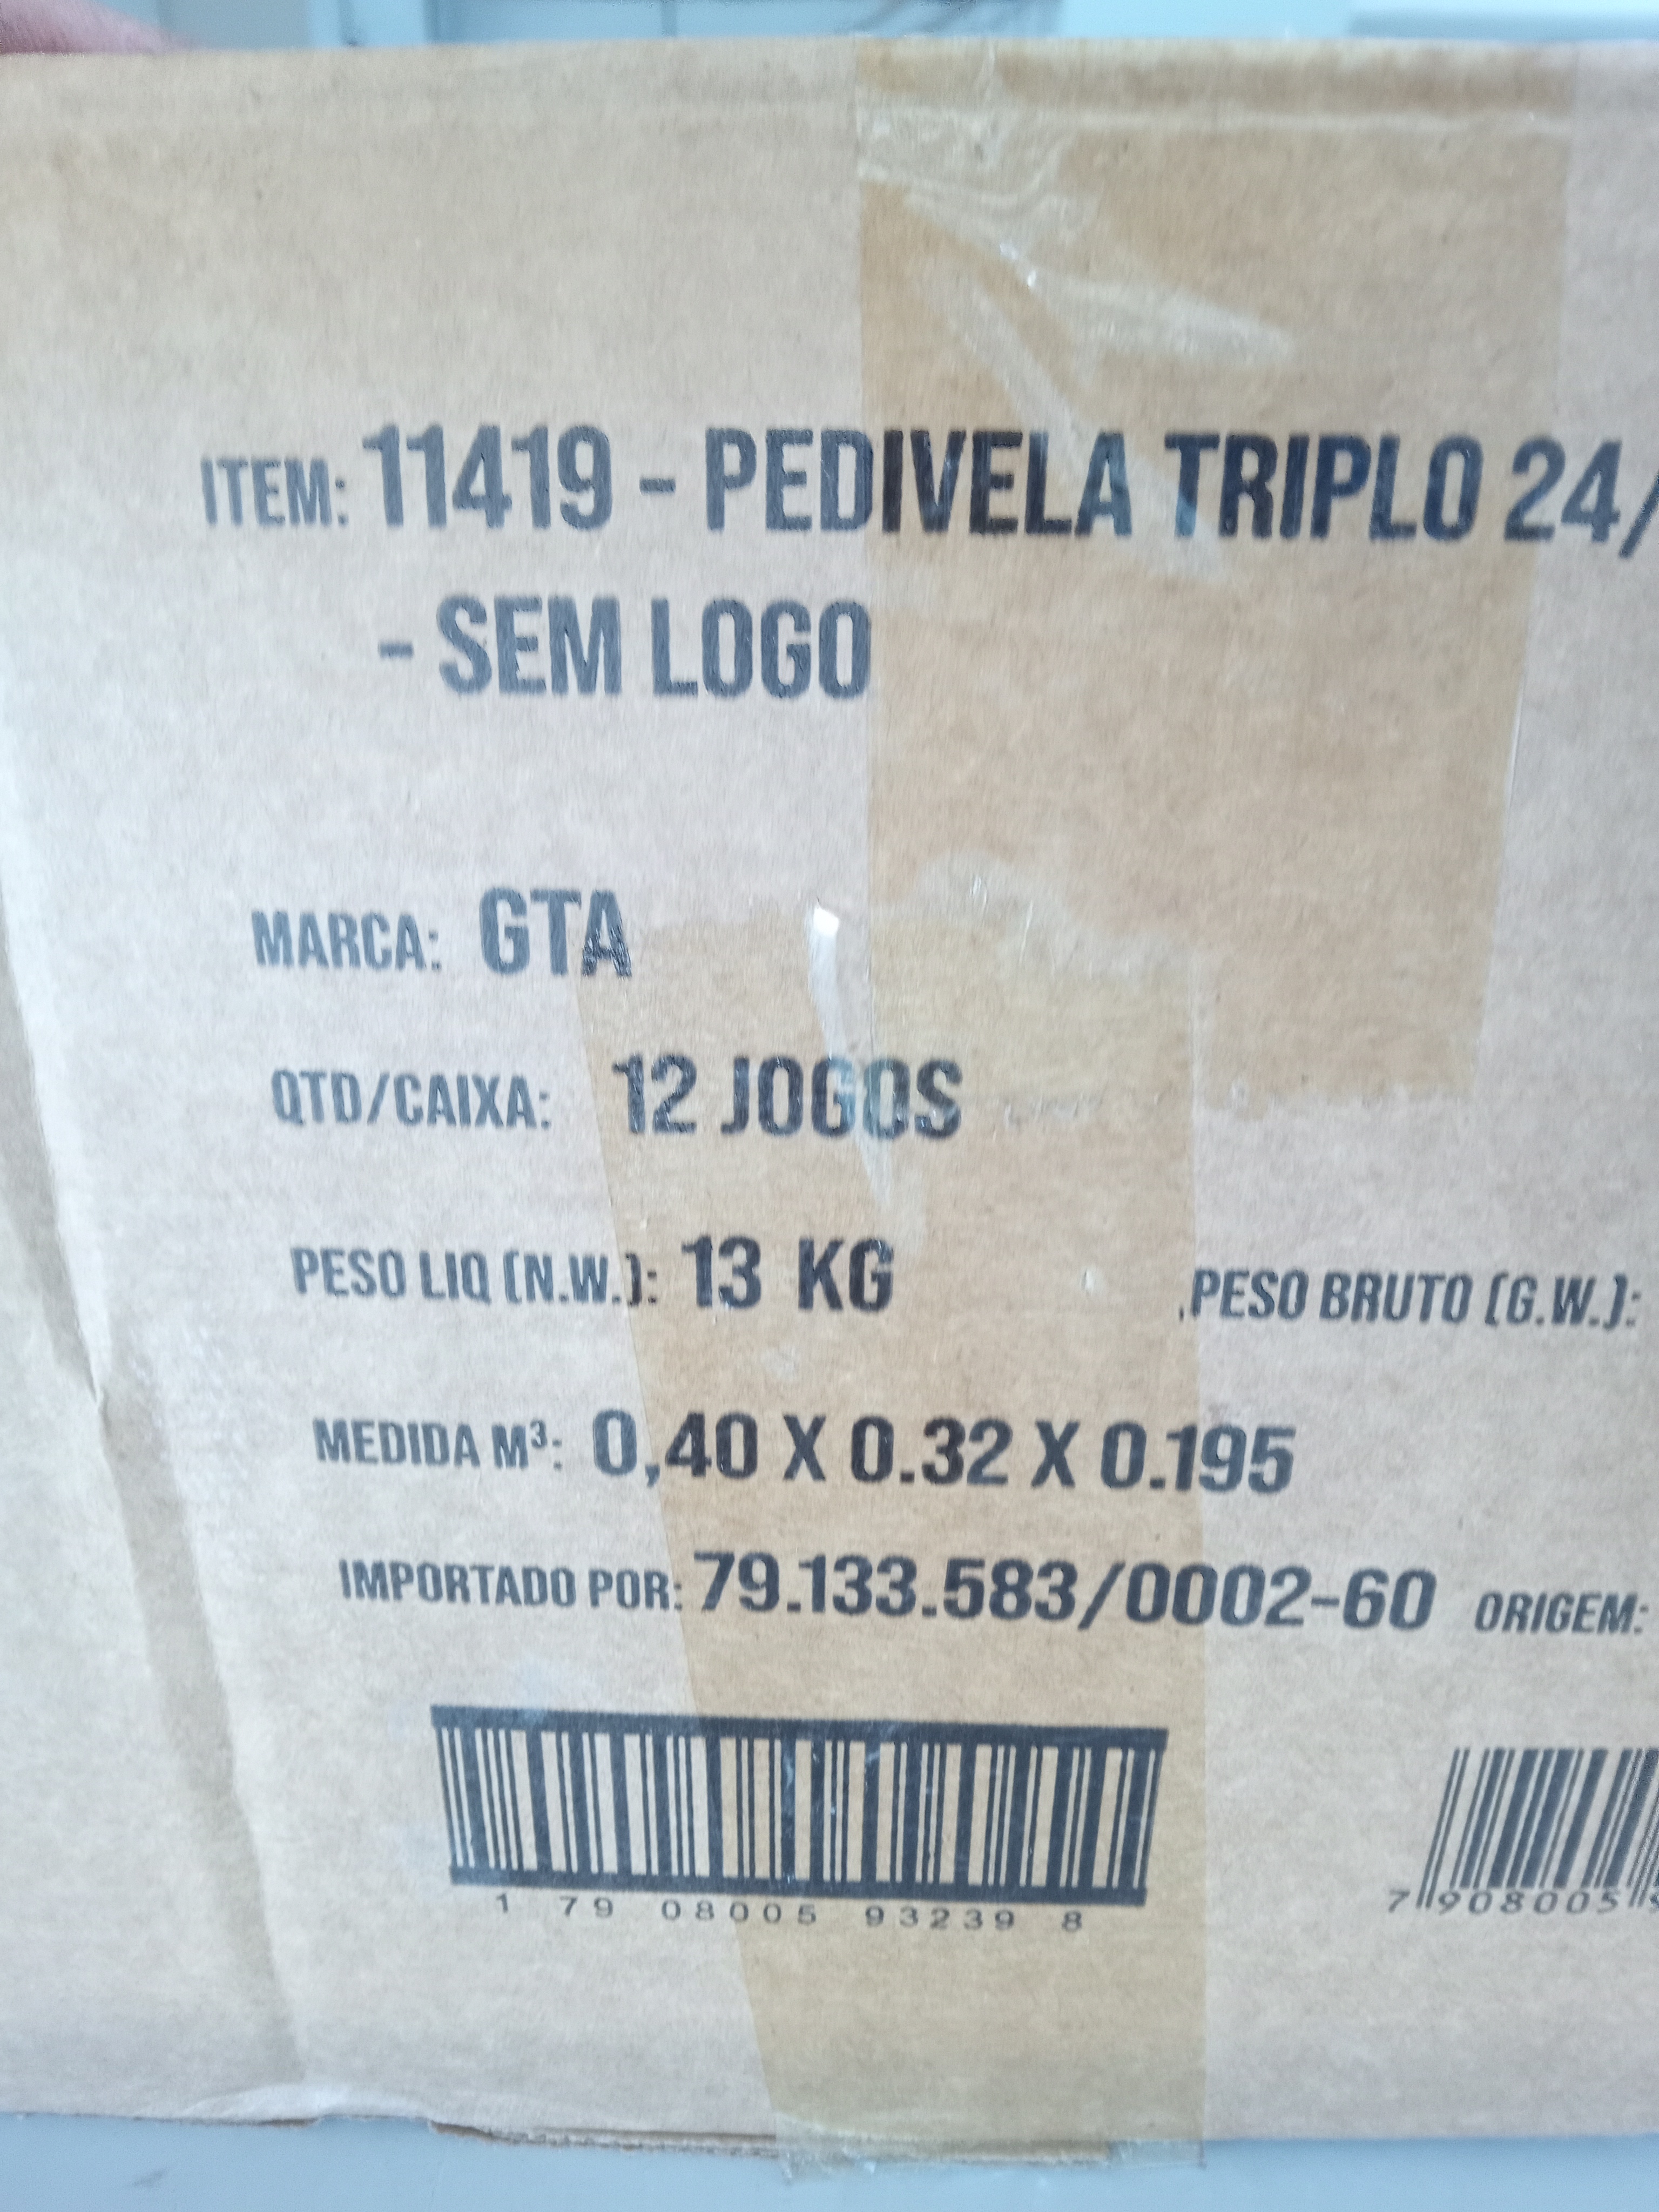 ITEM: 11419 - PEDIVELA TRIPLO 24/
- SEM LOGO
MARCA: GTA
QTD/CAIXA: 12 JOGOS
PESO LIQ (N.W.): 13 KG PESO BRUTO (G.W.):
MEDIDA M³: 0,40 X 0.32 X 0.195
IMPORTADO POR: 79.133.583/0002-60 ORIGEM:
1 79 08005 93239 8
7 908005